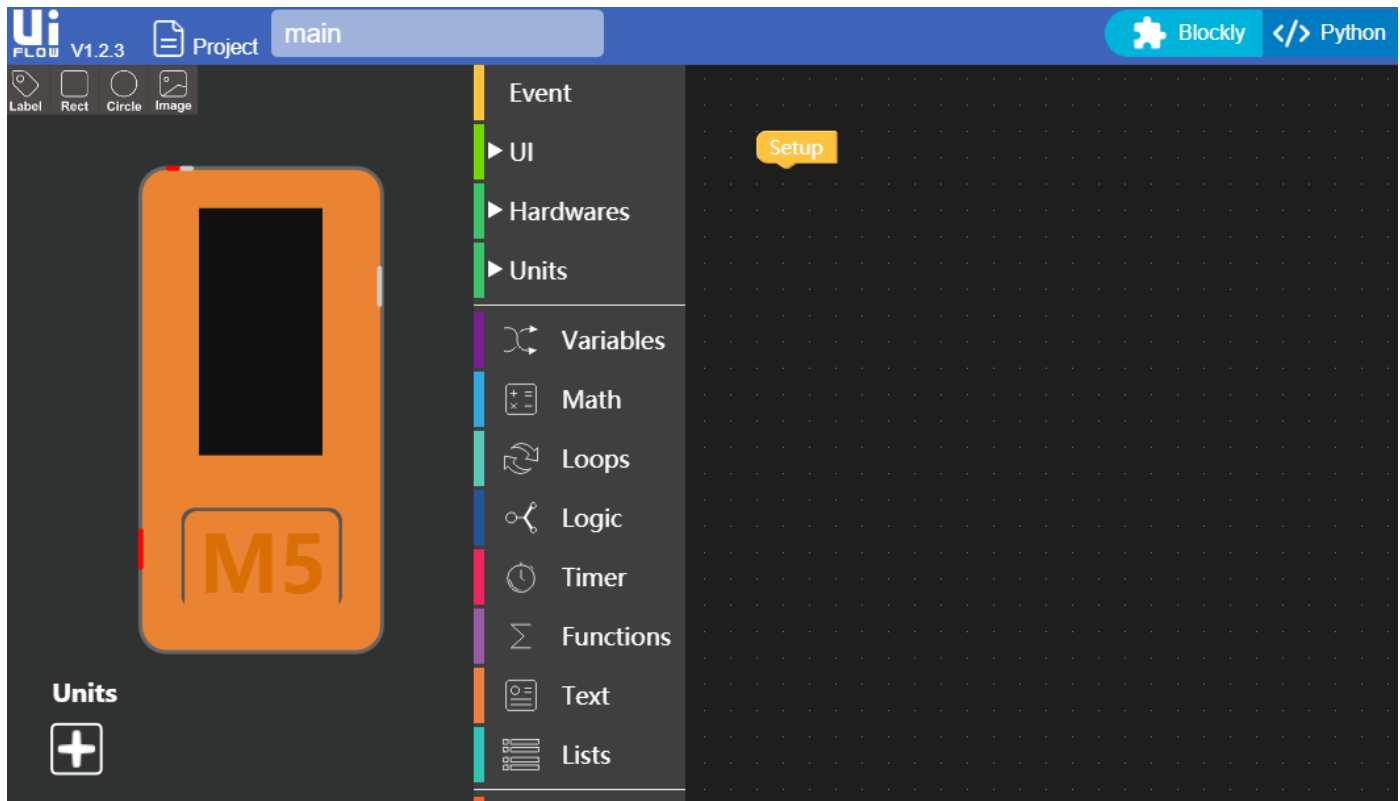 Ui
FLOW V1.2.3
Project
main
Blockly
</> Python
Label Rect Circle Image
M5
Units
Event
UI
Hardwares
Units
Variables
Math
Loops
Logic
Timer
Functions
Text
Lists
Setup